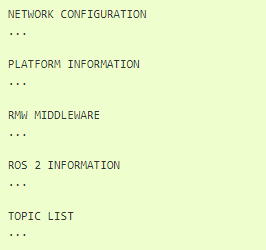 NETWORK CONFIGURATION
...
PLATFORM INFORMATION
...
RMW MIDDLEWARE
...
ROS 2 INFORMATION
...
TOPIC LIST
...